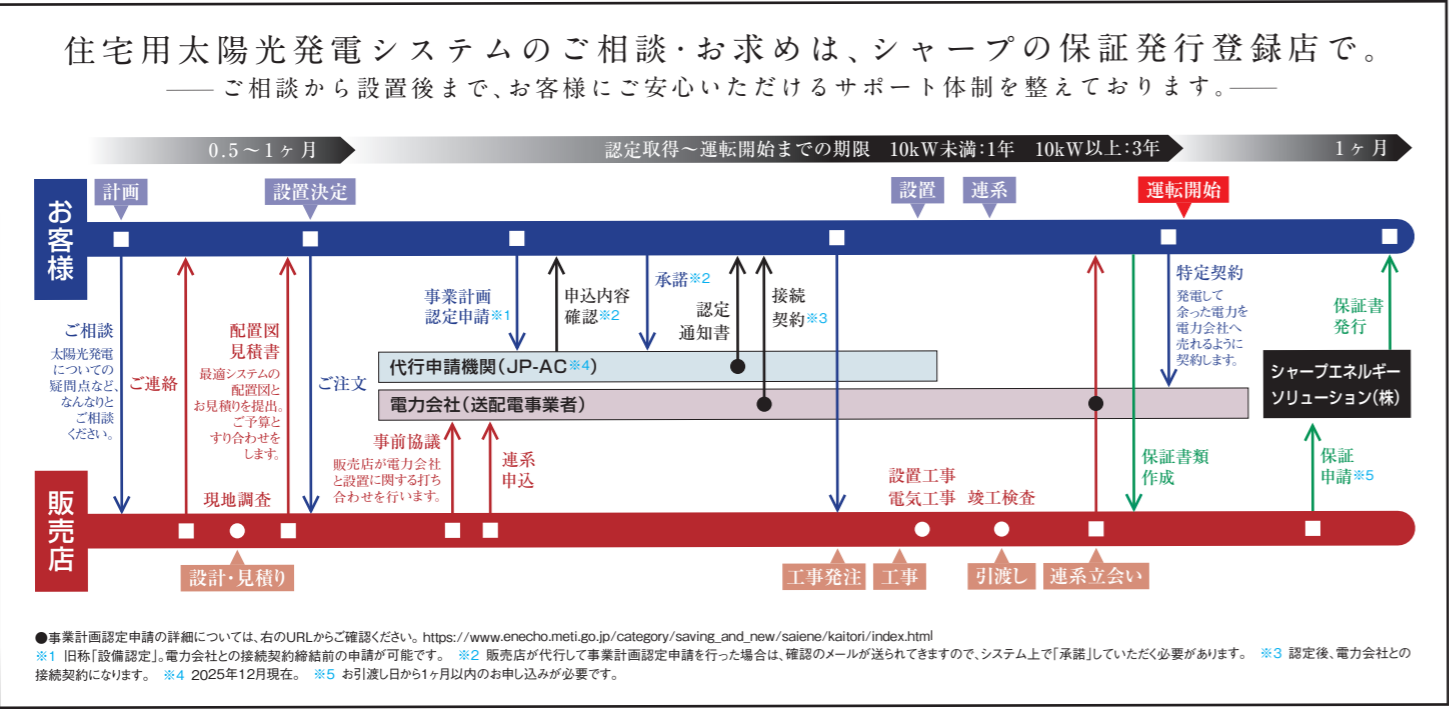 住宅用太陽光発電システムのご相談・お求めは、シャープの保証発行登録店で。
――ご相談から設置後まで、お客様にご安心いただけるサポート体制を整えております。――
0.5～1ヶ月
認定取得～運転開始までの期限　10kW未満：1年　10kW以上：3年
1ヶ月
お客様
計画
設置決定
設置
連系
運転開始
ご相談
太陽光発電
についての
疑問点など、
なんなりと
ご相談
ください。
ご連絡
配置図
見積書
最適システムの
配置図と
お見積りを提出。
ご予算と
すり合わせを
します。
ご注文
事業計画
認定申請※1
申込内容
確認※2
承諾※2
認定
通知書
接続
契約※3
特定契約
発電して
余った電力を
電力会社へ
売れるように
契約します。
保証書
発行
代行申請機関（JP-AC※4）
電力会社（送配電事業者）
シャープエネルギー
ソリューション（株）
事前協議
販売店が電力会社
と設置に関する打ち
合わせを行います。
連系
申込
現地調査
設置工事
電気工事
竣工検査
保証書類
作成
保証
申請※5
販売店
設計・見積り
工事発注
工事
引渡し
連系立会い
●事業計画認定申請の詳細については、右のURLからご確認ください。https://www.enecho.meti.go.jp/category/saving_and_new/saiene/kaitori/index.html
※1 旧称「設備認定」。電力会社との接続契約締結前の申請が可能です。 ※2 販売店が代行して事業計画認定申請を行った場合は、確認のメールが送られてきますので、システム上で「承諾」していただく必要があります。 ※3 認定後、電力会社との
接続契約になります。 ※4 2025年12月現在。 ※5 お引渡し日から1ヶ月以内のお申し込みが必要です。